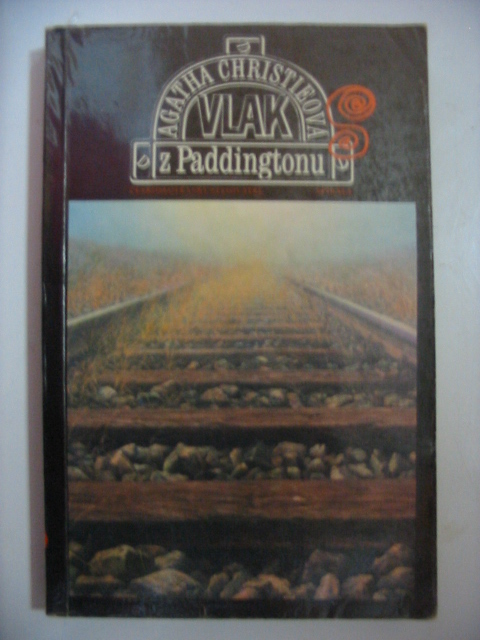 AGATHA CHRISTIEOVÁ
VLAK
z Paddingtonu